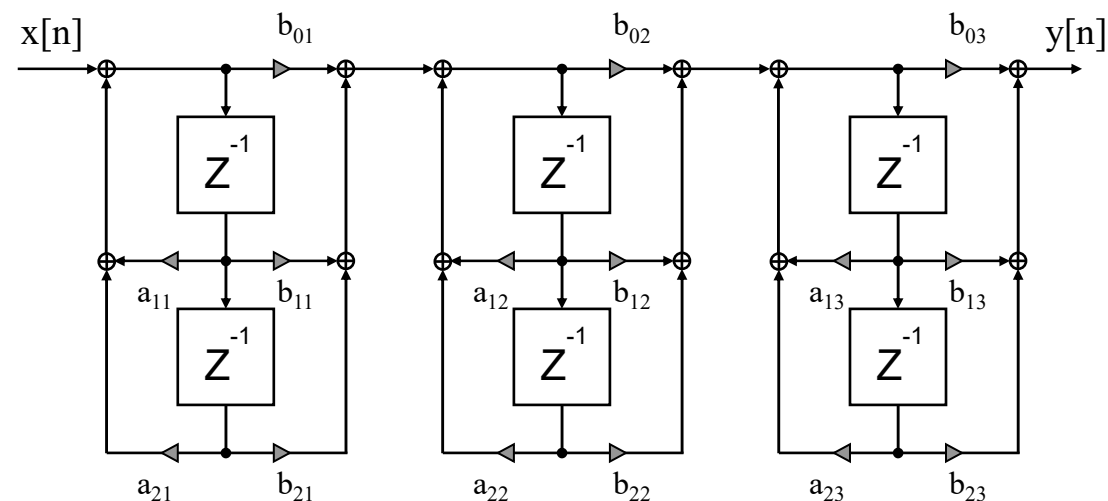 x[n] b₀₁ b₀₂ b₀₃ y[n]
Z⁻¹ Z⁻¹ Z⁻¹
a₁₁ b₁₁ a₁₂ b₁₂ a₁₃ b₁₃
Z⁻¹ Z⁻¹ Z⁻¹
a₂₁ b₂₁ a₂₂ b₂₂ a₂₃ b₂₃